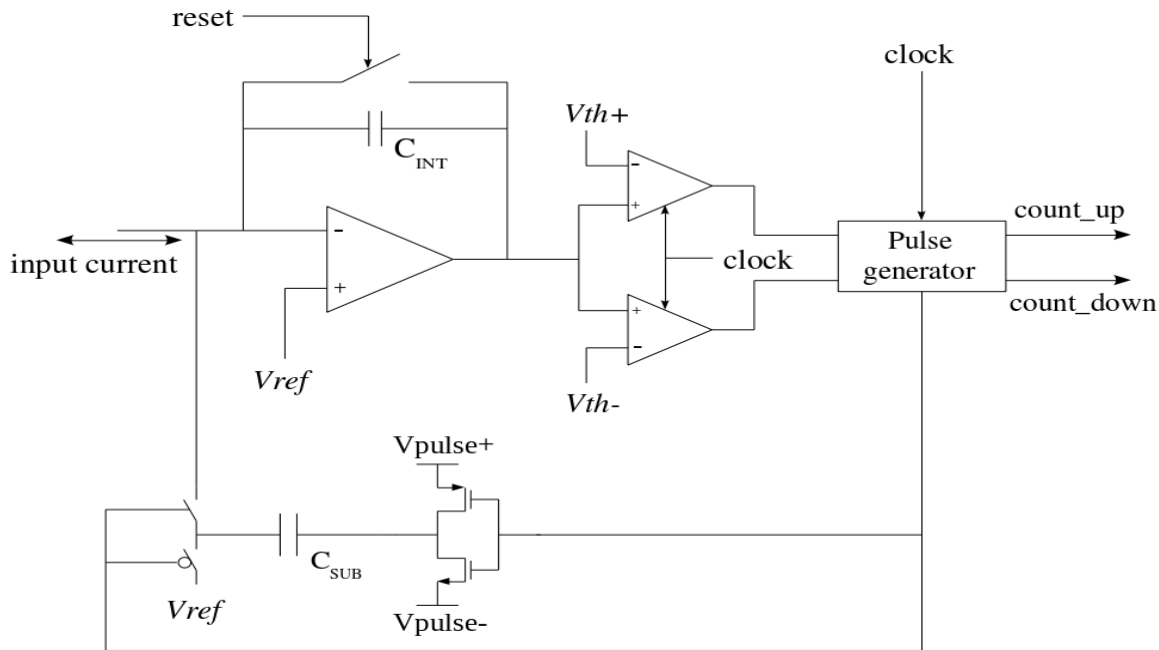 reset
clock
Vth+
C_INT
-
+
count_up
Pulse
generator
input current
-
+
clock
count_down
+
-
Vref
Vth-
Vpulse+
C_SUB
Vref
Vpulse-